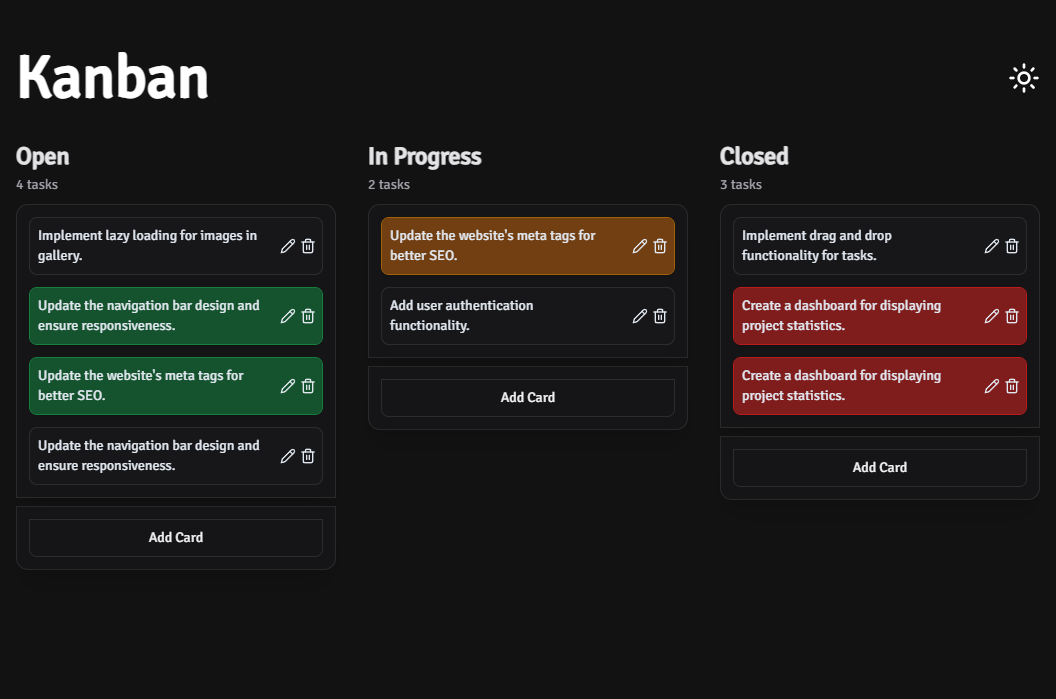 Kanban
Open
4 tasks
Implement lazy loading for images in
gallery.
Update the navigation bar design and
ensure responsiveness.
Update the website's meta tags for
better SEO.
Update the navigation bar design and
ensure responsiveness.
Add Card
In Progress
2 tasks
Update the website's meta tags for
better SEO.
Add user authentication
functionality.
Add Card
Closed
3 tasks
Implement drag and drop
functionality for tasks.
Create a dashboard for displaying
project statistics.
Create a dashboard for displaying
project statistics.
Add Card